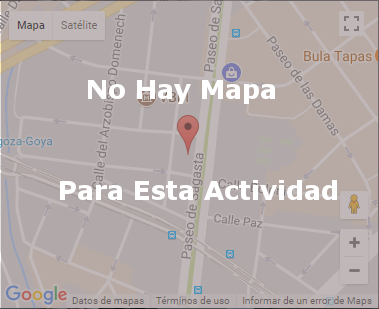 Mapa
Satélite
Bula Tapas
No Hay Mapa
Calle del Arzobispo Domenech
Paseo de Sa
Paseo de las Damas
goza-Goya
Para Esta Actividad
Paseo de Sagasta
Calle Paz
Google
Datos de mapas
Términos de uso
Informar de un error de Maps